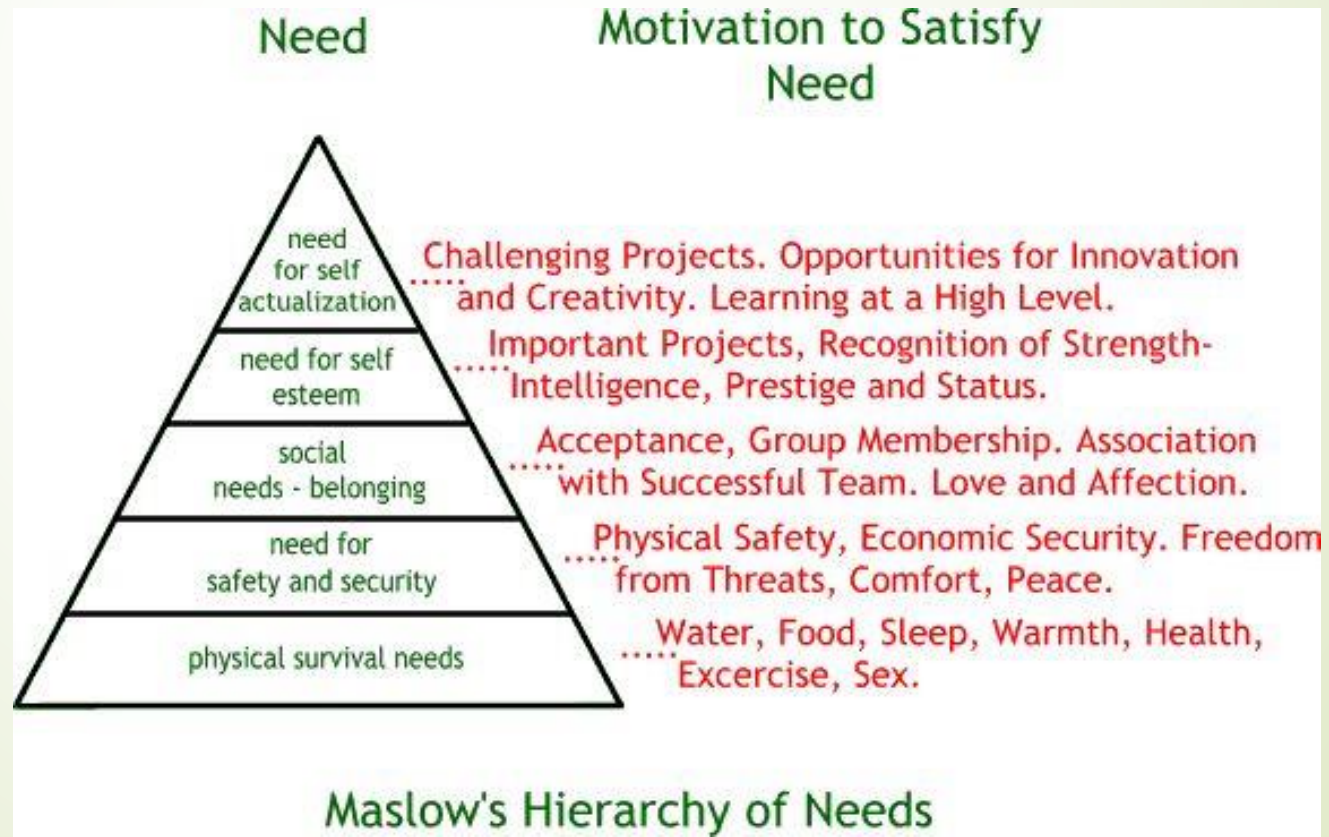 Need
Motivation to Satisfy
Need
need
for self
actualization
Challenging Projects. Opportunities for Innovation
and Creativity. Learning at a High Level.
need for self
esteem
Important Projects, Recognition of Strength-
Intelligence, Prestige and Status.
social
needs - belonging
Acceptance, Group Membership. Association
with Successful Team. Love and Affection.
need for
safety and security
Physical Safety, Economic Security. Freedom
from Threats, Comfort, Peace.
physical survival needs
Water, Food, Sleep, Warmth, Health,
Excercise, Sex.
Maslow's Hierarchy of Needs